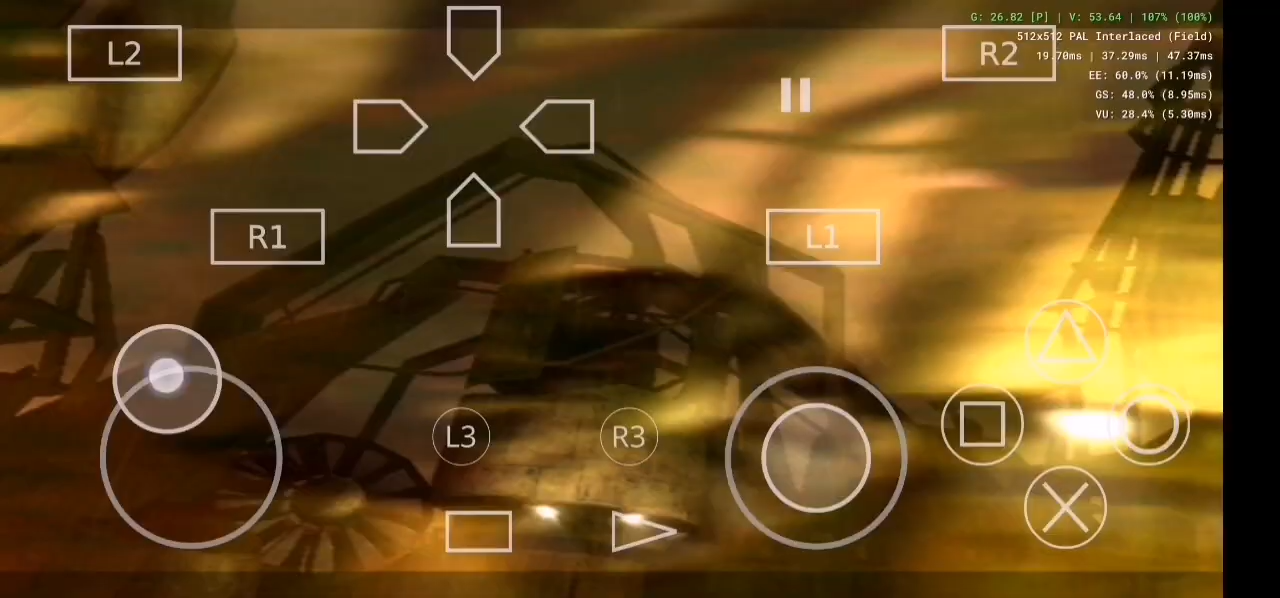 G: 26.82 [P] | V: 53.64 | 107% (100%)
512x512 PAL Interlaced (Field)
19.70ms | 37.29ms | 47.37ms
EE: 60.0% (11.19ms)
GS: 48.0% (8.95ms)
VU: 28.4% (5.30ms)
L2
R2
R1
L1
L3
R3